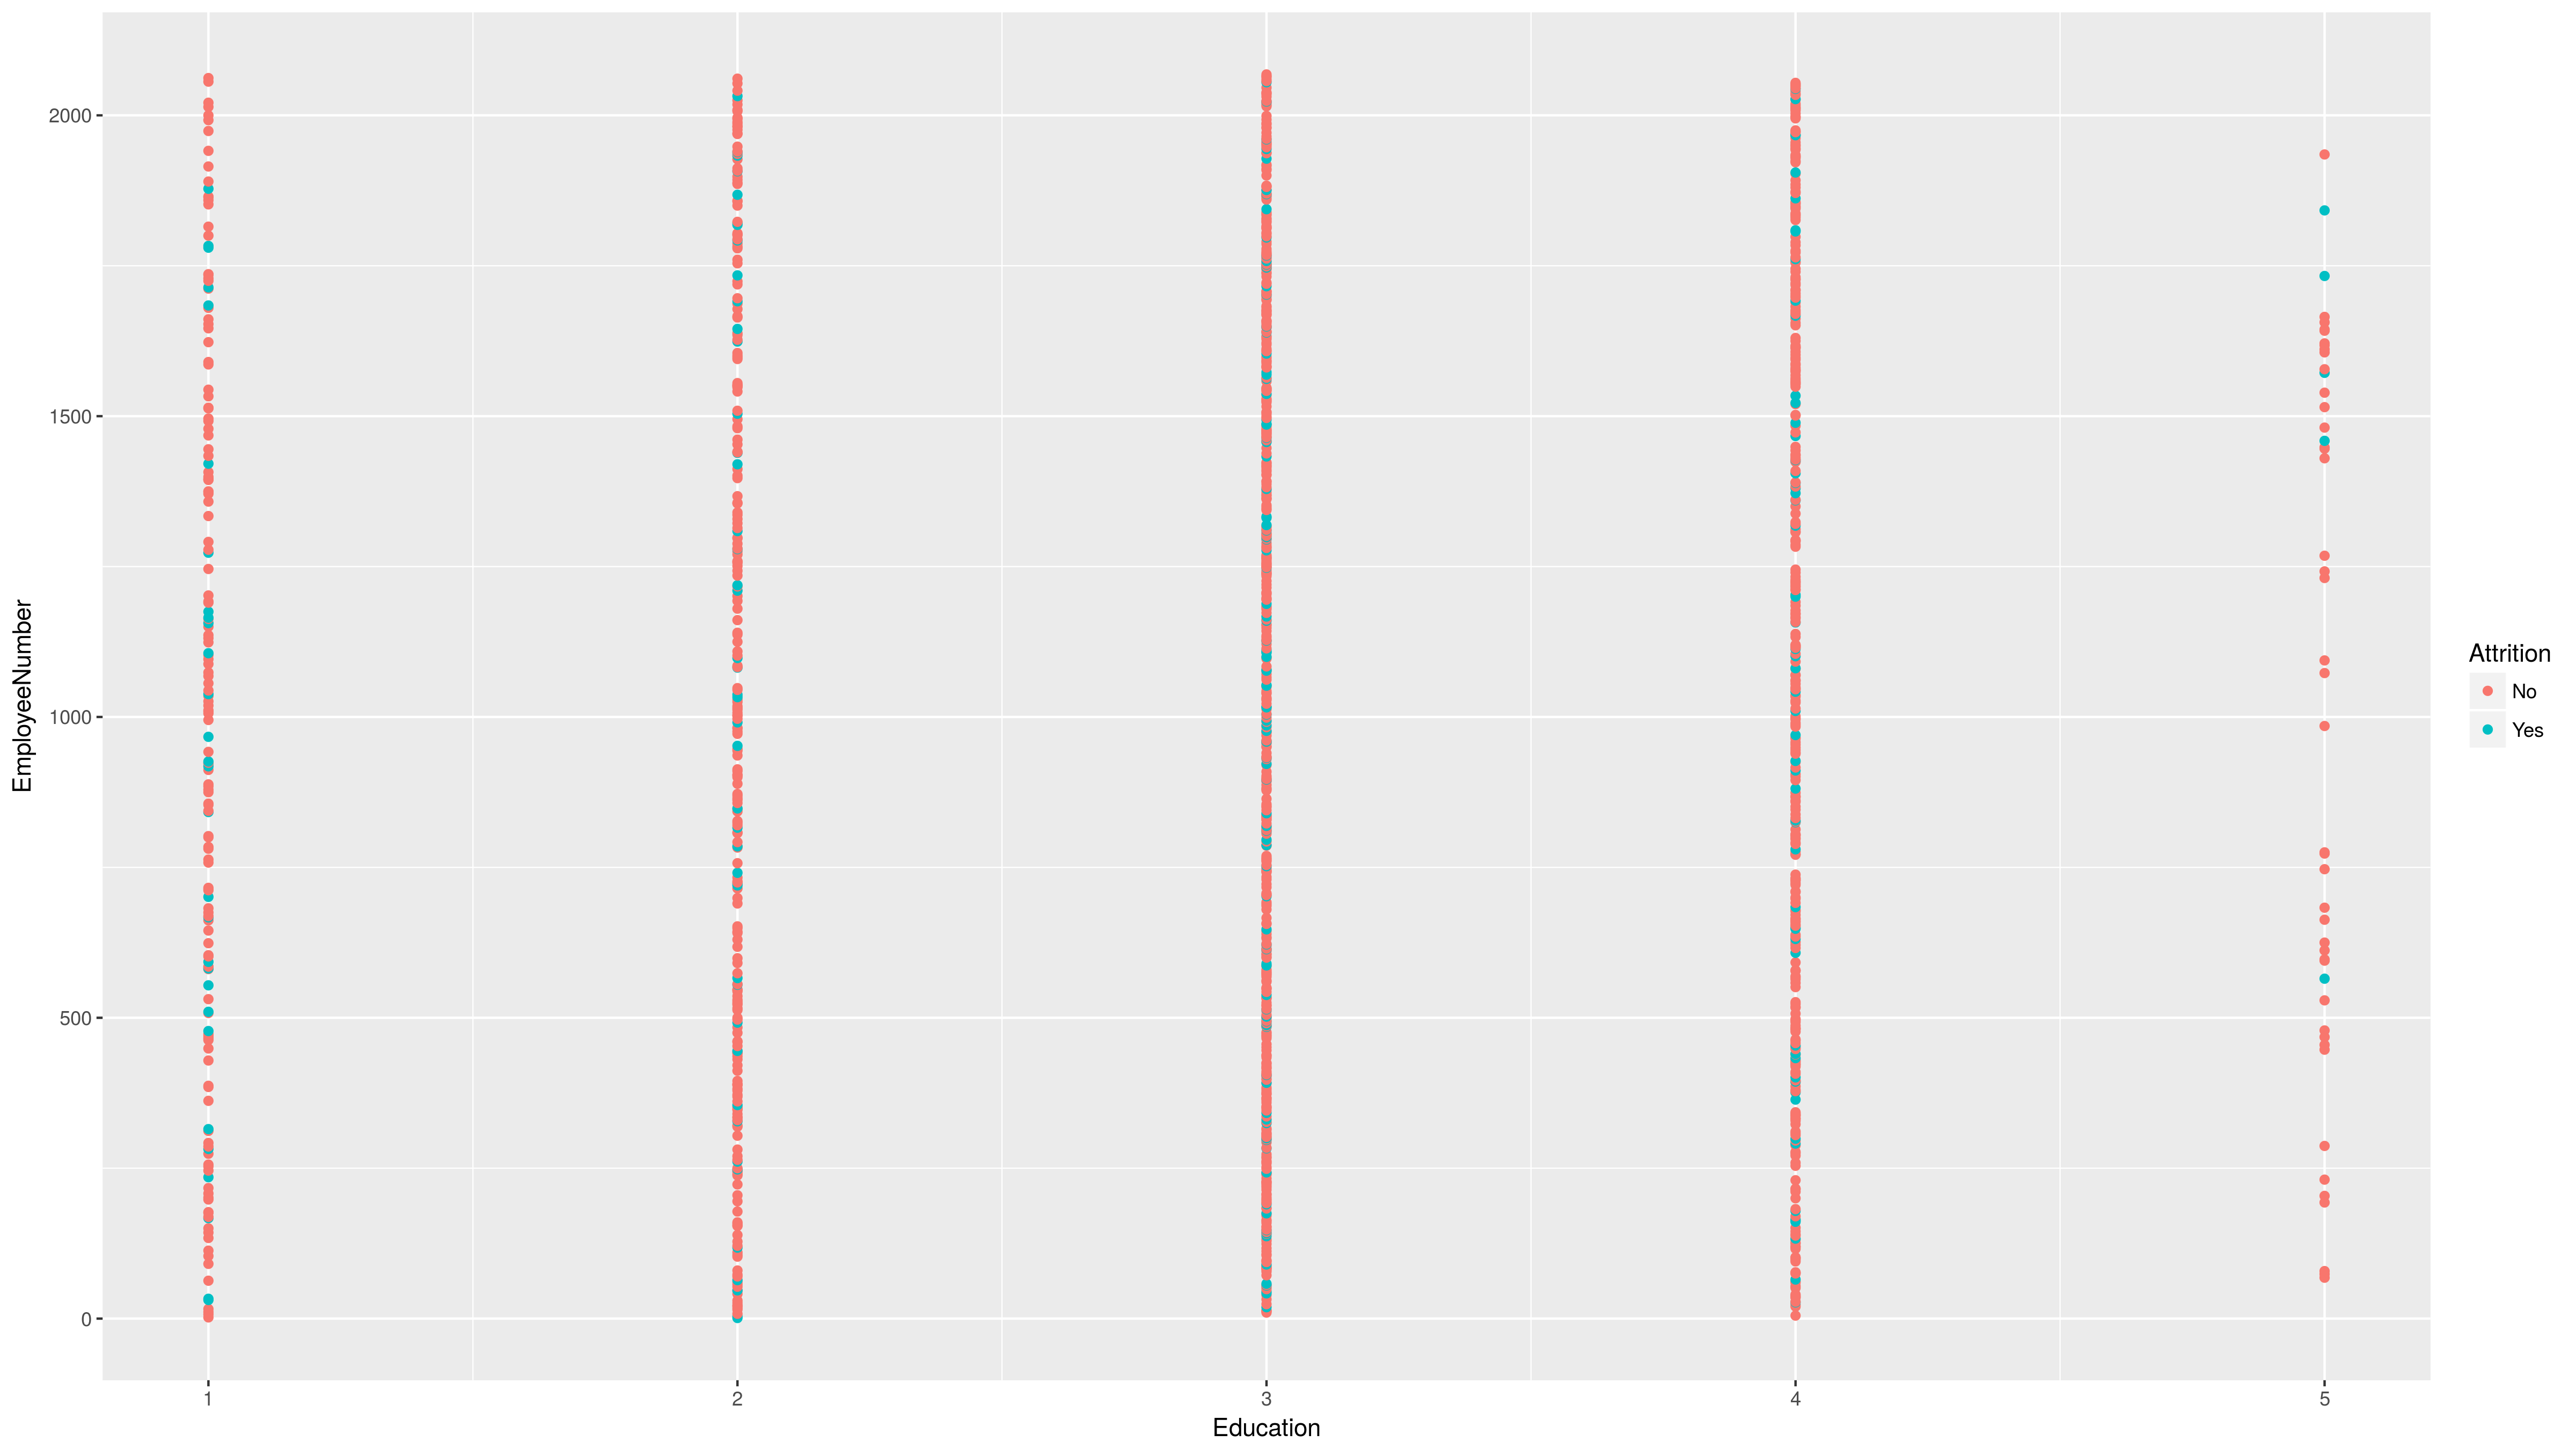 2000
1500
1000
500
0
EmployeeNumber
1 2 3 4 5
Education
Attrition
No
Yes